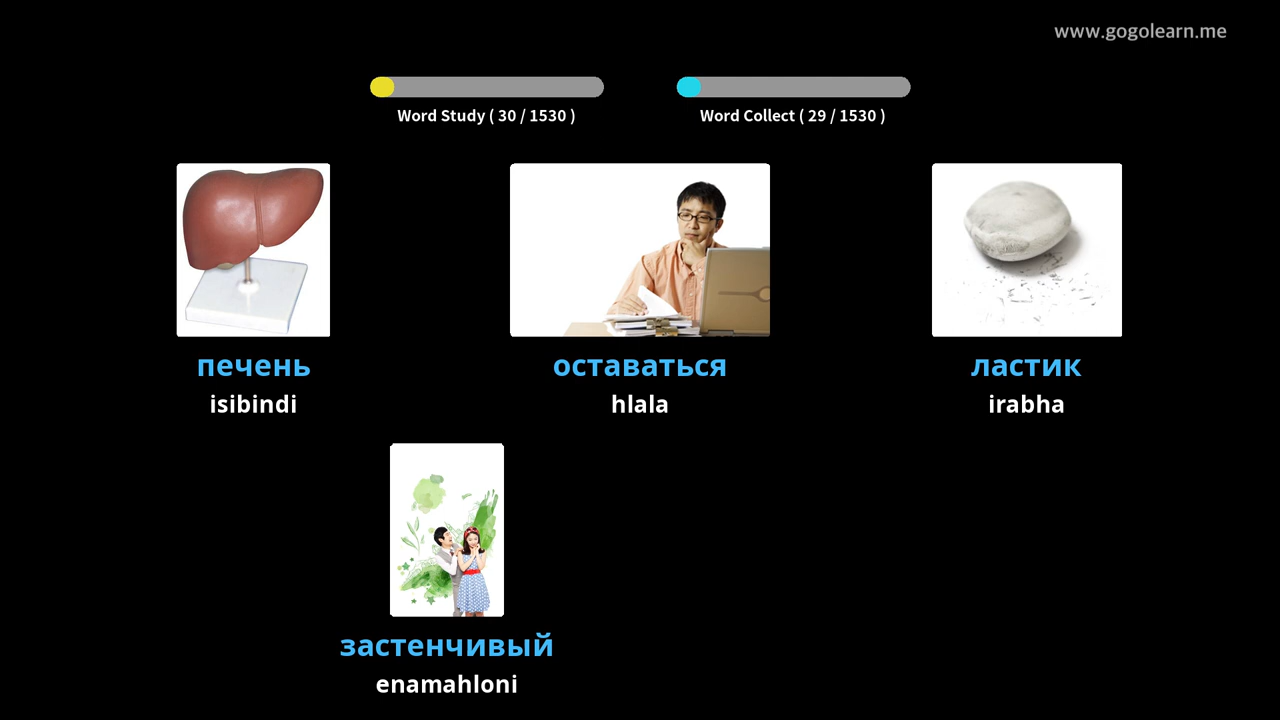 www.gogolearn.me
Word Study ( 30 / 1530 )
Word Collect ( 29 / 1530 )
печень
isibindi
оставаться
hlala
ластик
irabha
застенчивый
enamahloni